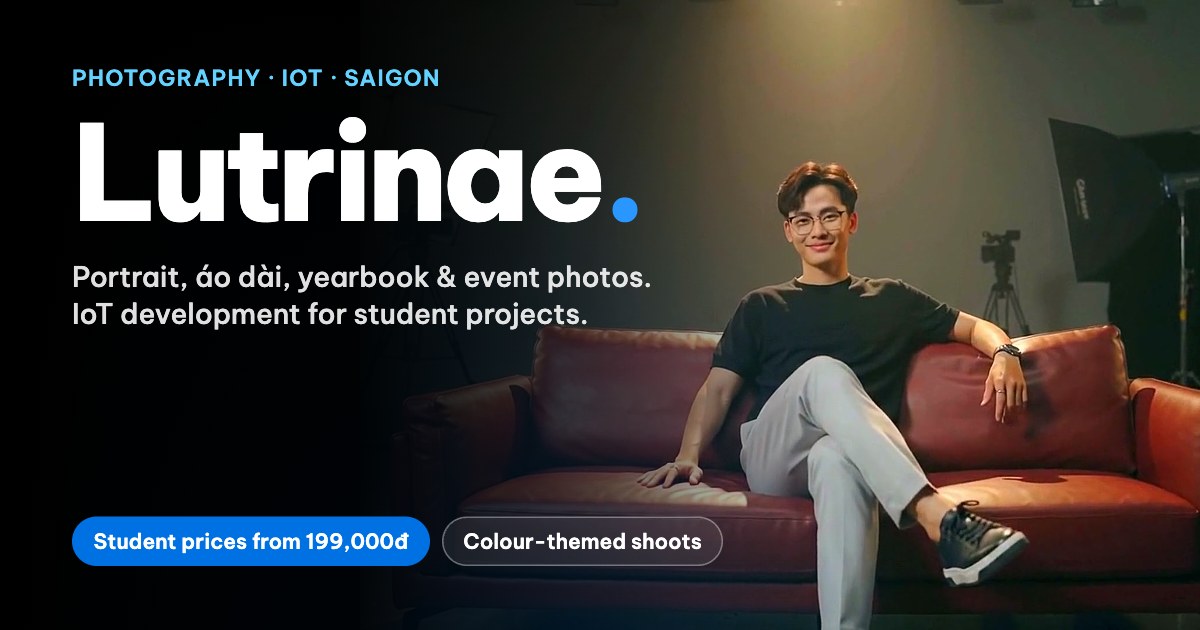 PHOTOGRAPHY · IOT · SAIGON
Lutrinae.
Portrait, áo dài, yearbook & event photos.
IoT development for student projects.
Student prices from 199,000đ
Colour-themed shoots